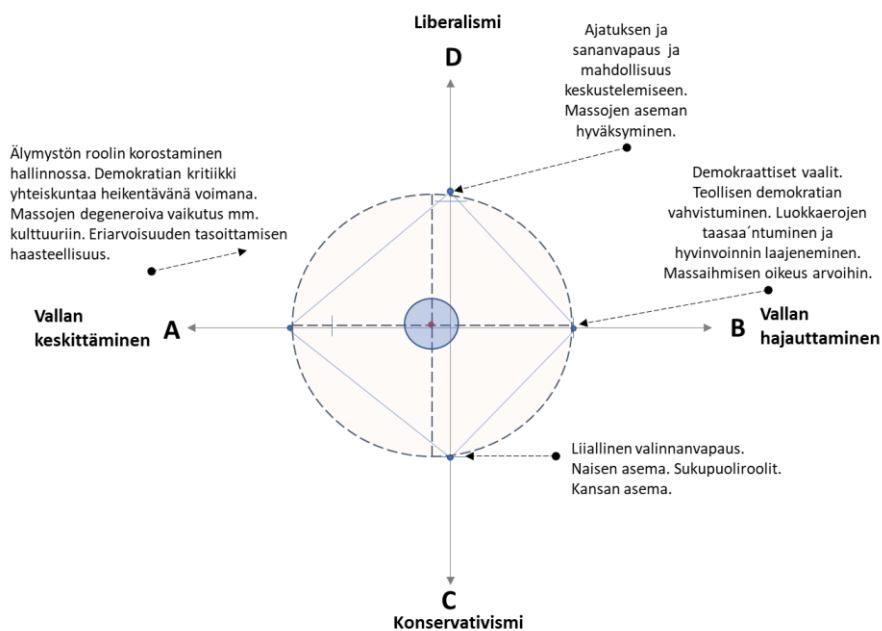 Liberalismi
D
Ajatuksen ja
sananvapaus ja
mahdollisuus
keskustelemiseen.
Massojen aseman
hyväksyminen.
Älymystön roolin korostaminen
hallinnossa. Demokratian kritiikki
yhteiskuntaa heikentävänä voimana.
Massojen degeneroiva vaikutus mm.
kulttuuriin. Eriarvoisuuden tasoittamisen
haasteellisuus.
Demokraattiset vaalit.
Teollisen demokratian
vahvistuminen. Luokkaerojen
taasaa´ntuminen ja
hyvinvoinnin laajeneminen.
Massaihmisen oikeus arvoihin.
Vallan
keskittäminen
A
B
Vallan
hajauttaminen
Liiallinen valinnanvapaus.
Naisen asema. Sukupuoliroolit.
Kansan asema.
C
Konservativismi